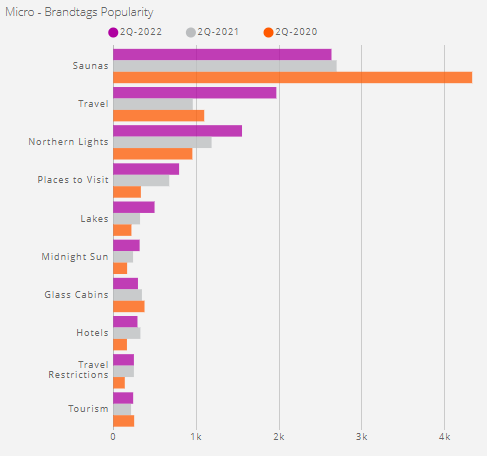 Micro - Brandtags Popularity
2Q-2022 2Q-2021 2Q-2020
Saunas
Travel
Northern Lights
Places to Visit
Lakes
Midnight Sun
Glass Cabins
Hotels
Travel
Restrictions
Tourism
0 1k 2k 3k 4k